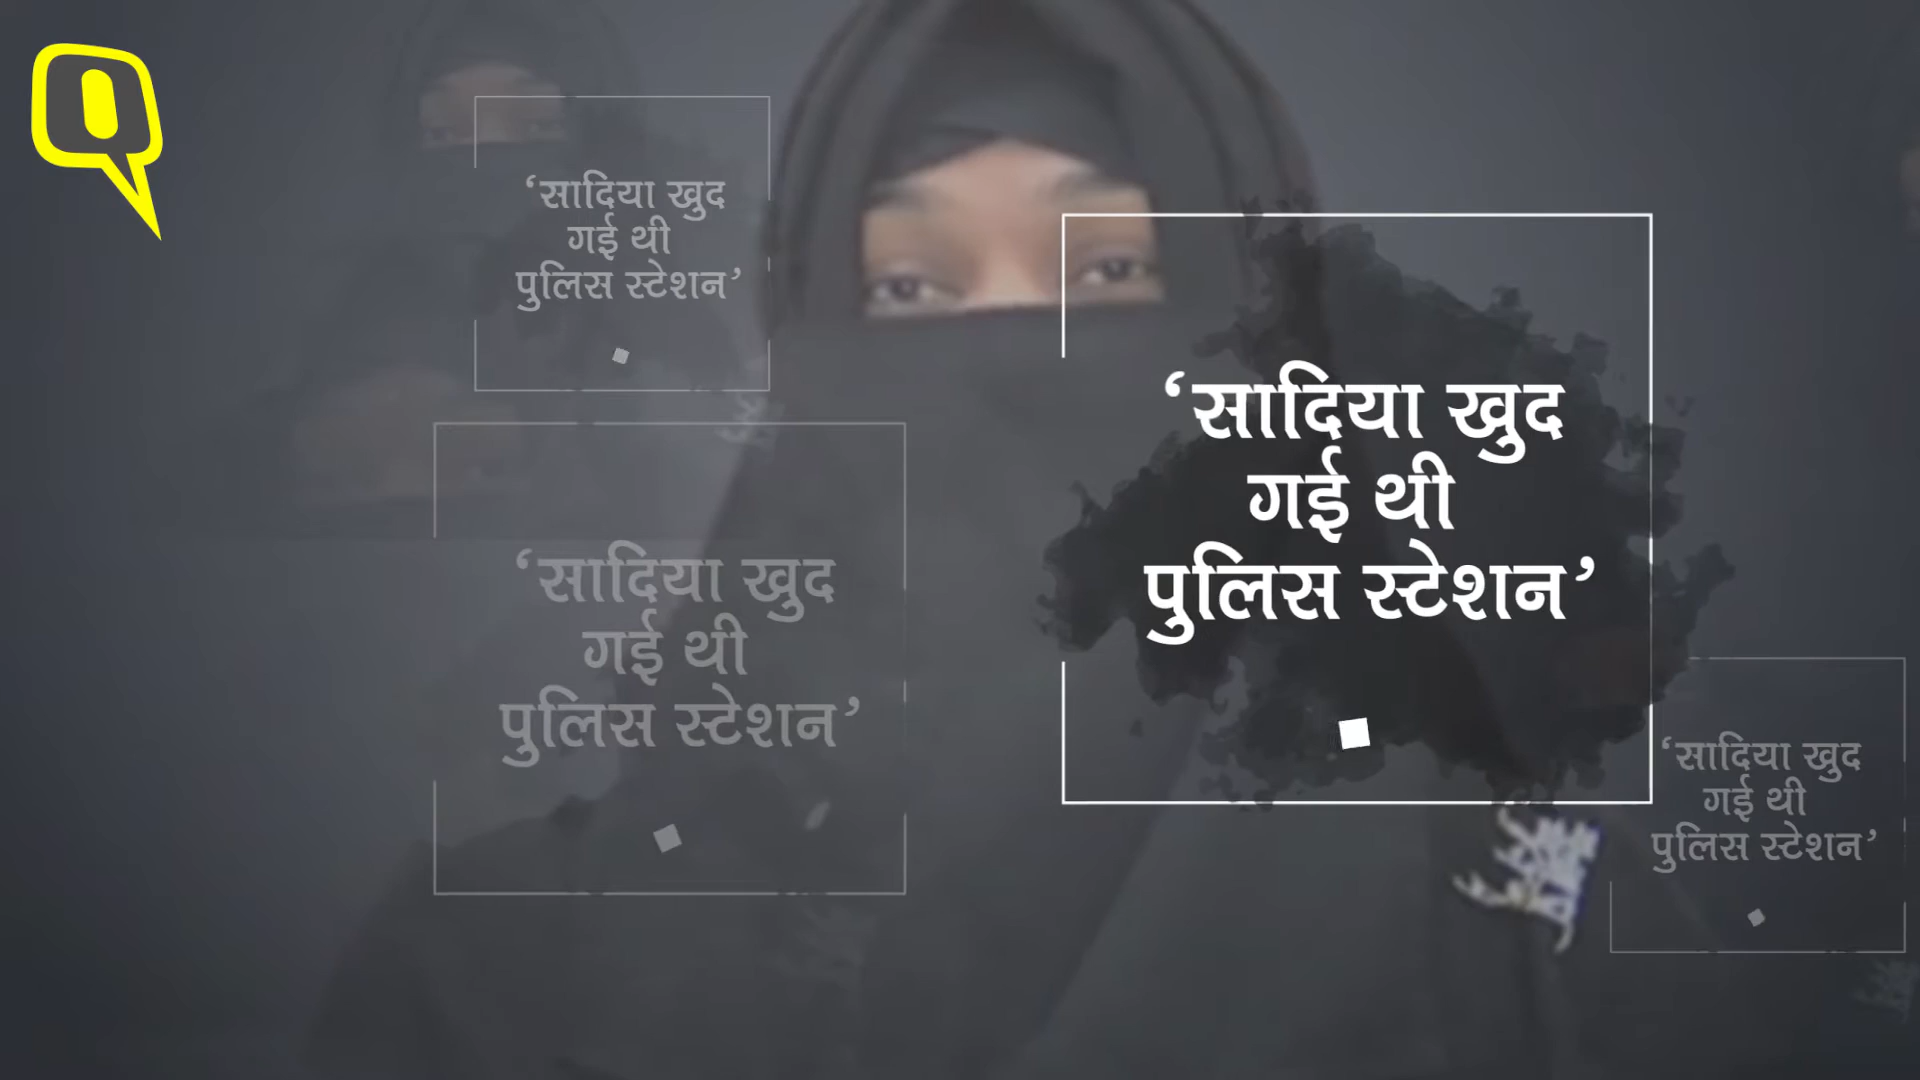 ‘सादिया खुद
गई थी
पुलिस स्टेशन’
‘सादिया खुद
गई थी
पुलिस स्टेशन’
‘सादिया खुद
गई थी
पुलिस स्टेशन’
‘सादिया खुद
गई थी
पुलिस स्टेशन’